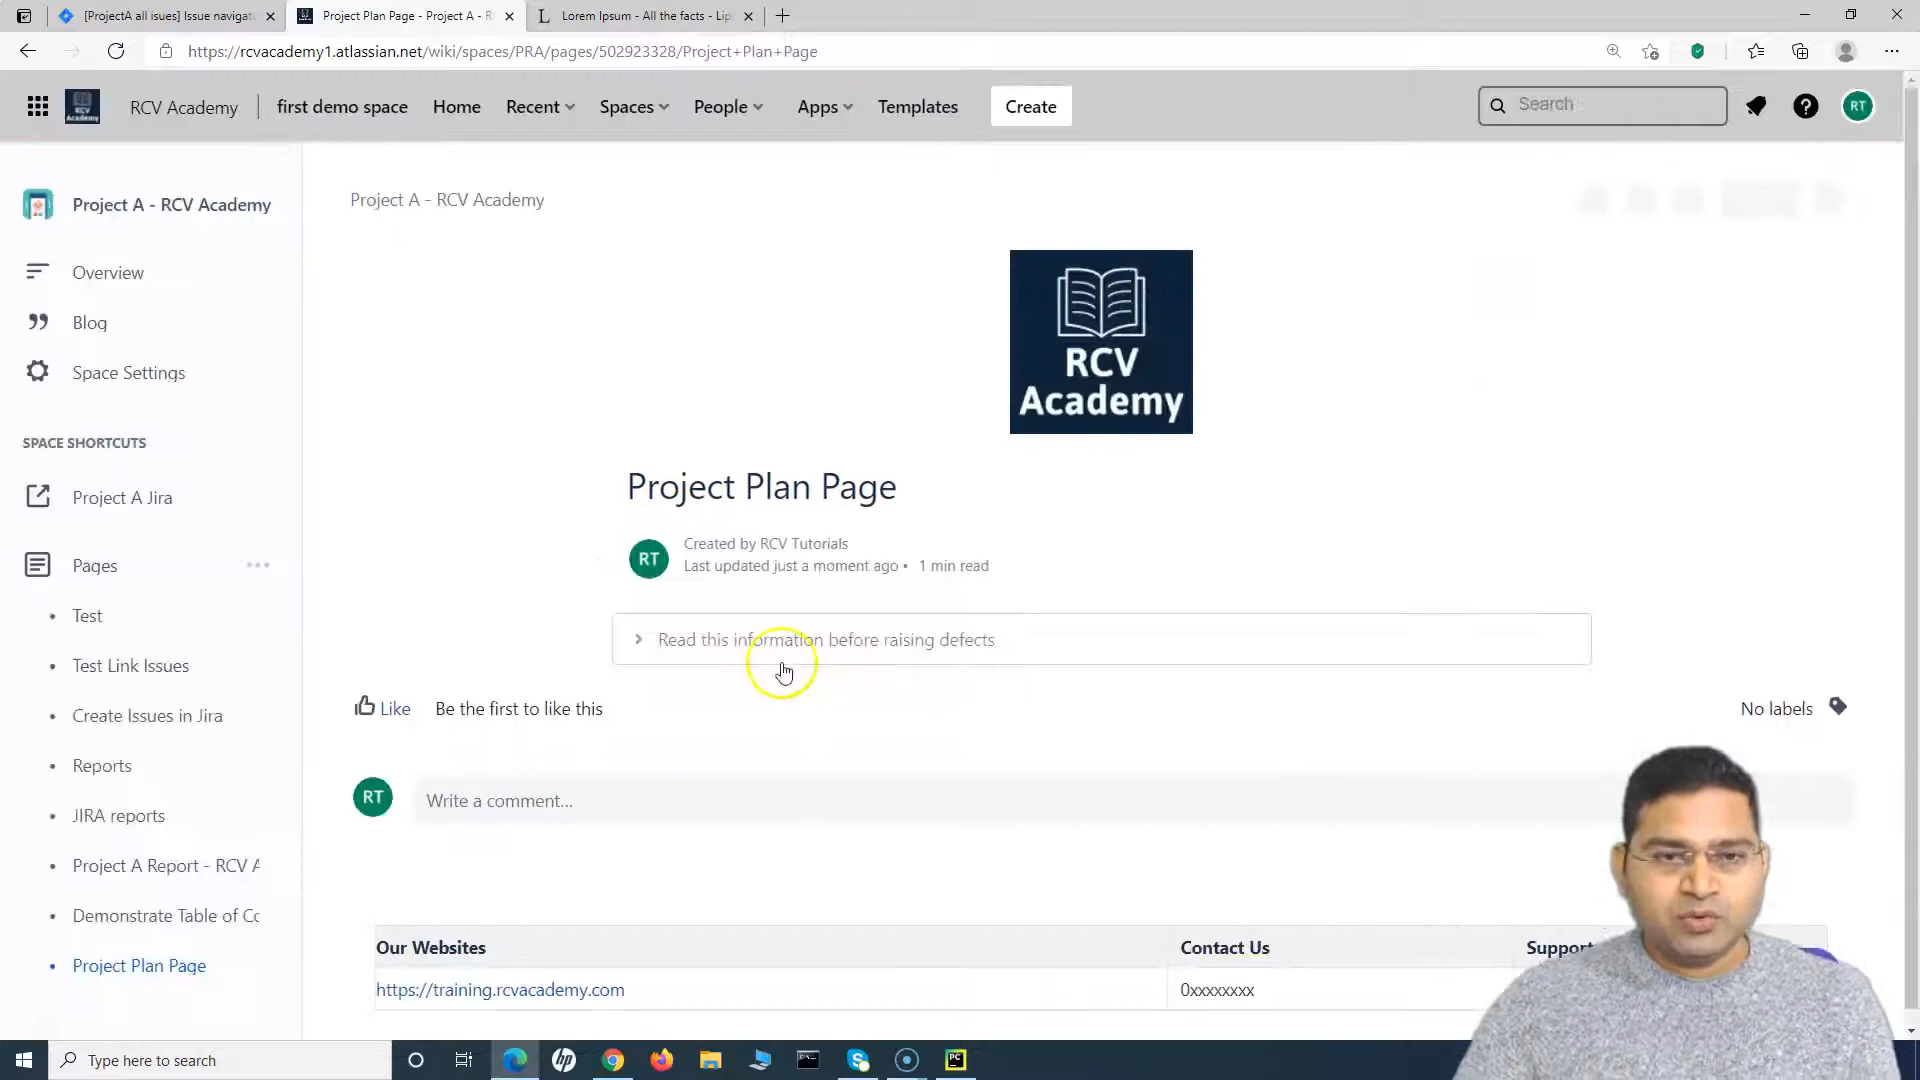 [ProjectA all isues] Issue navigat
Project Plan Page - Project A - R
Lorem Ipsum - All the facts - Lip
https://rcvacademy1.atlassian.net/wiki/spaces/PRA/pages/502923328/Project+Plan+Page
RCV Academy
RCV Academy
first demo space
Home
Recent
Spaces
People
Apps
Templates
Create
Search
RT
Project A - RCV Academy
Overview
Blog
Space Settings
SPACE SHORTCUTS
Project A Jira
Pages
Test
Test Link Issues
Create Issues in Jira
Reports
JIRA reports
Project A Report - RCV A
Demonstrate Table of Co
Project Plan Page
Project A - RCV Academy
RCV
Academy
Project Plan Page
RT
Created by RCV Tutorials
Last updated just a moment ago • 1 min read
Read this information before raising defects
Like
Be the first to like this
No labels
RT
Write a comment...
Our Websites
Contact Us
Support
https://training.rcvacademy.com
0xxxxxxxx
Type here to search
hp
PC